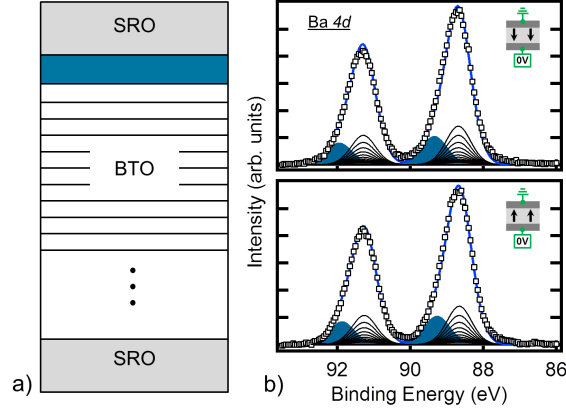 SRO
BTO
SRO
a)
Ba 4d
0V
0V
Intensity (arb. units)
92 90 88 86
Binding Energy (eV)
b)